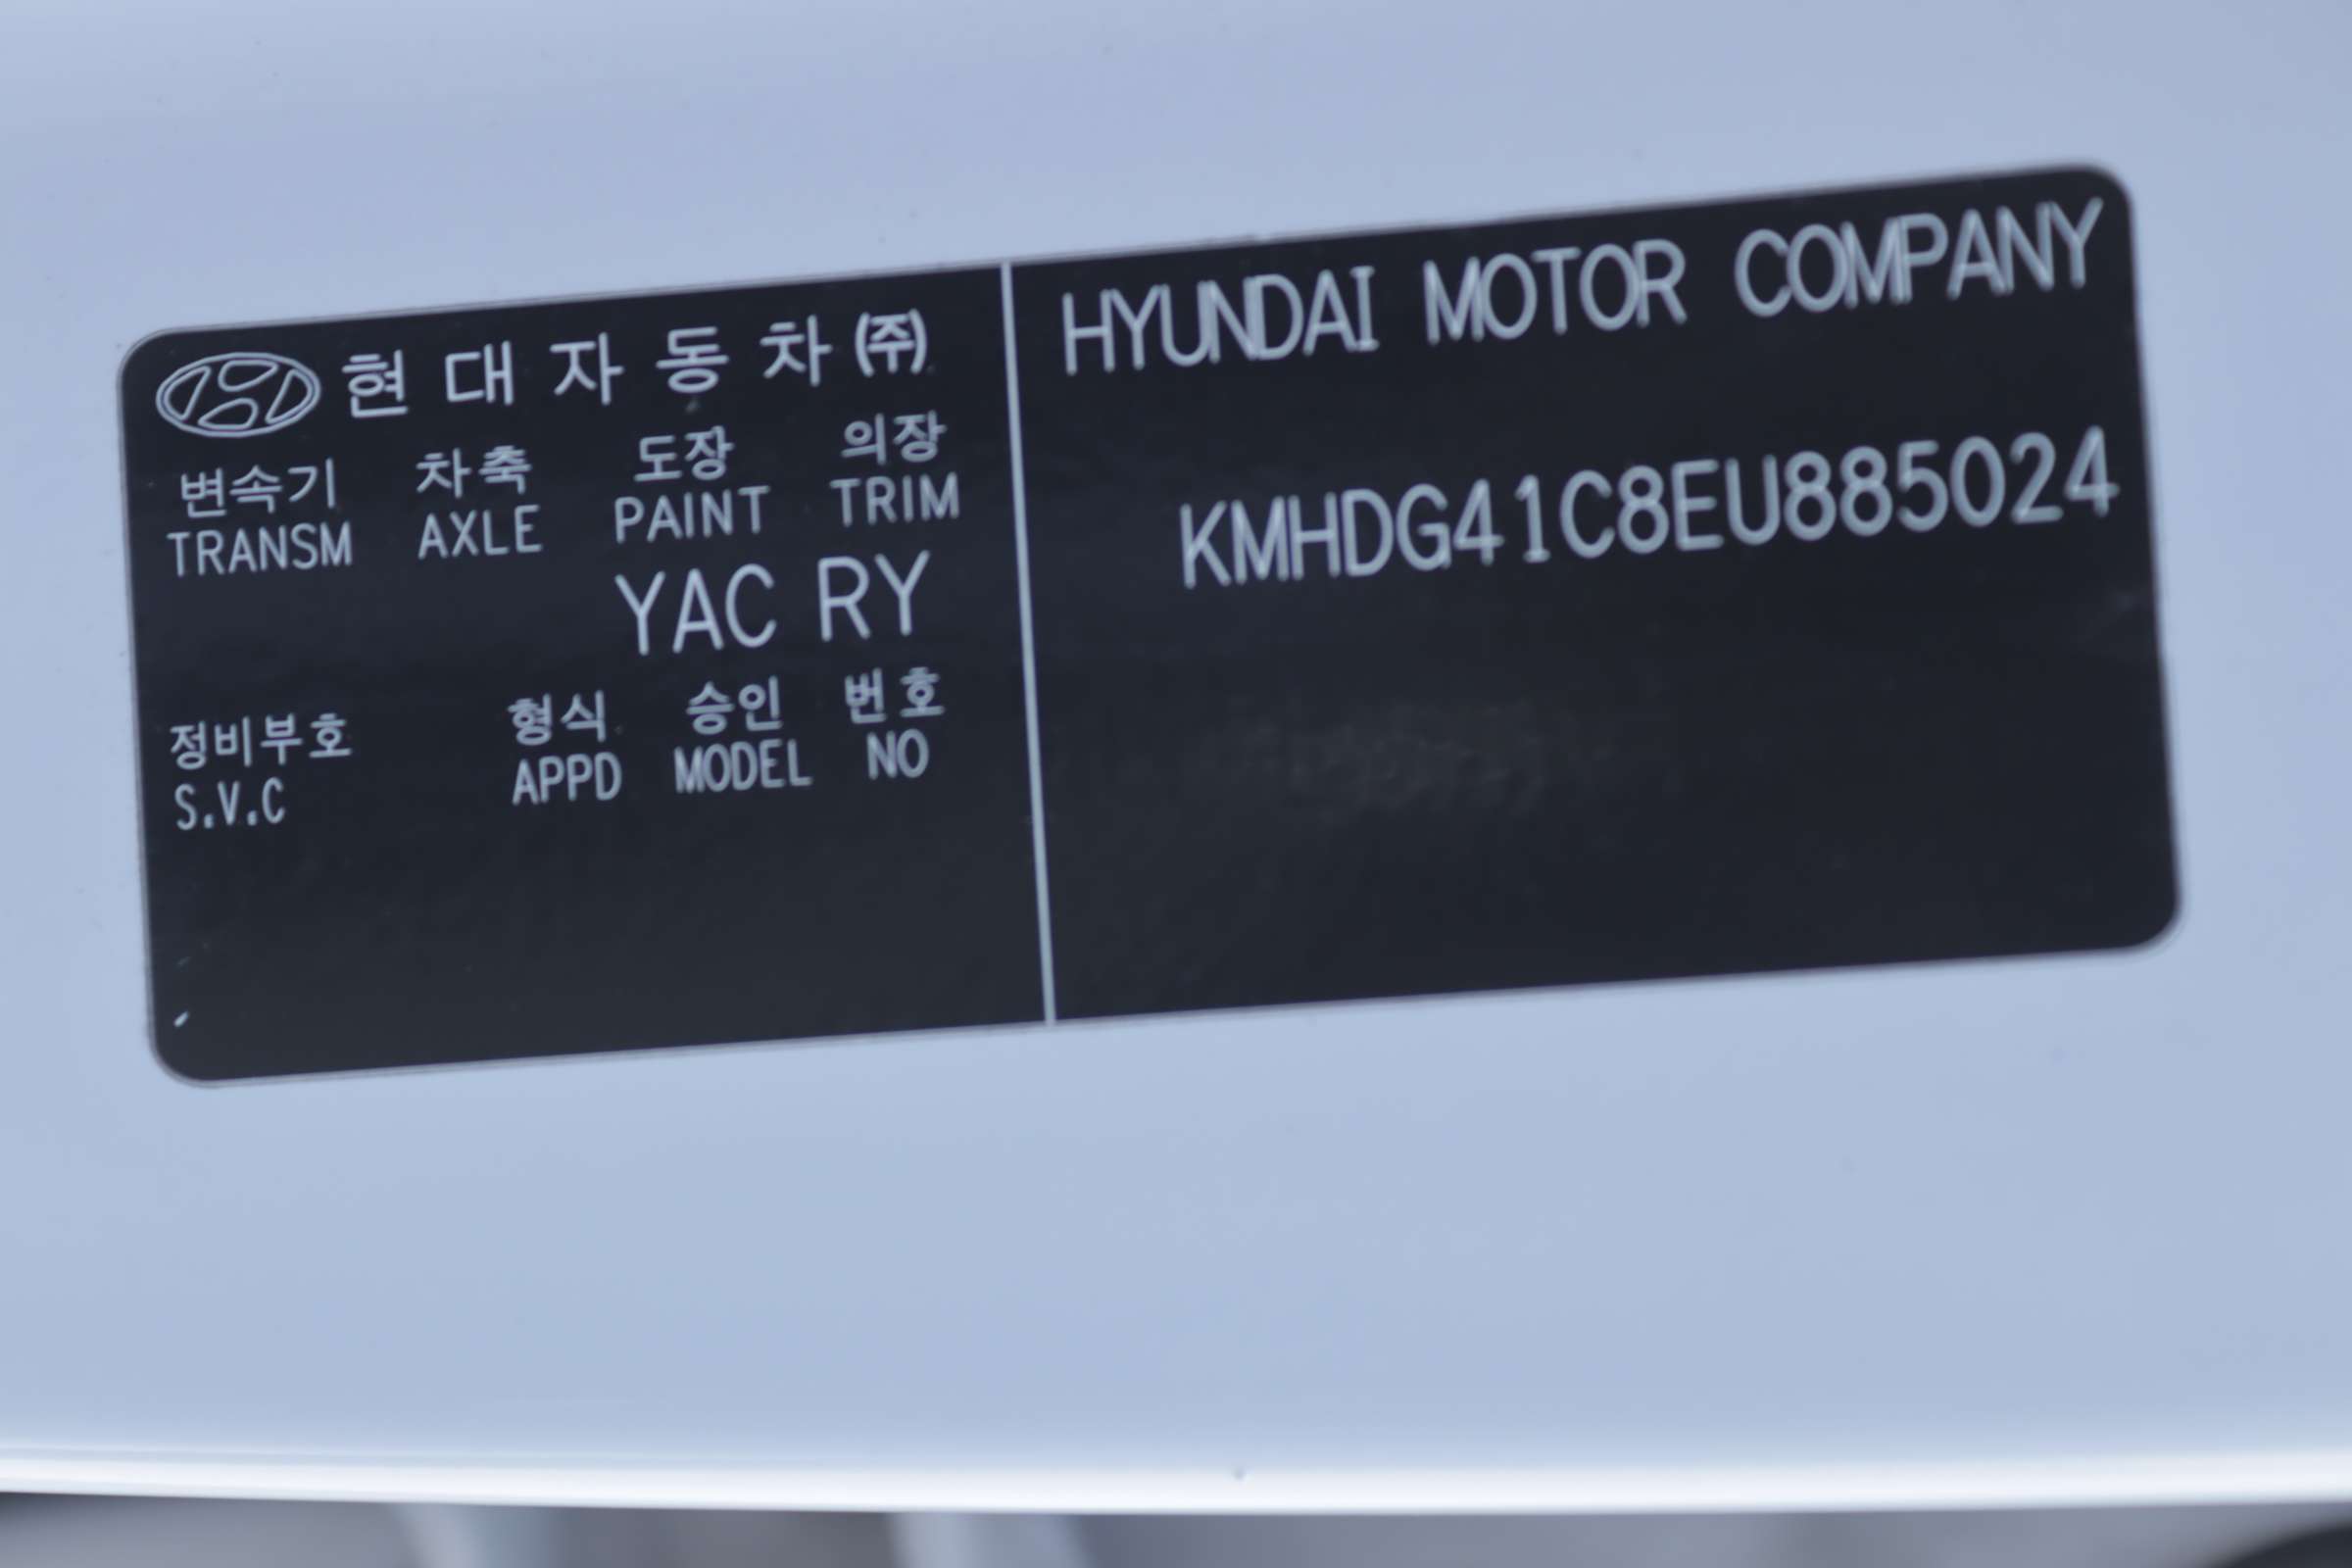 현대자동차㈜
변속기 차축 도장 의장
TRANSM AXLE PAINT TRIM
YAC RY
정비부호 형식 승인 번호
S.V.C APPD MODEL NO
HYUNDAI MOTOR COMPANY
KMHDG41C8EU885024